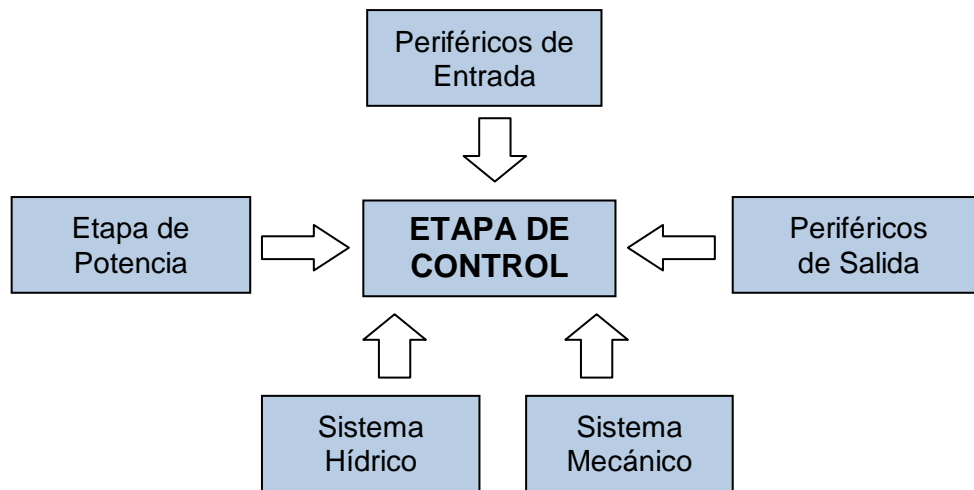 Periféricos de
Entrada
Etapa de
Potencia
ETAPA DE
CONTROL
Periféricos
de Salida
Sistema
Hídrico
Sistema
Mecánico